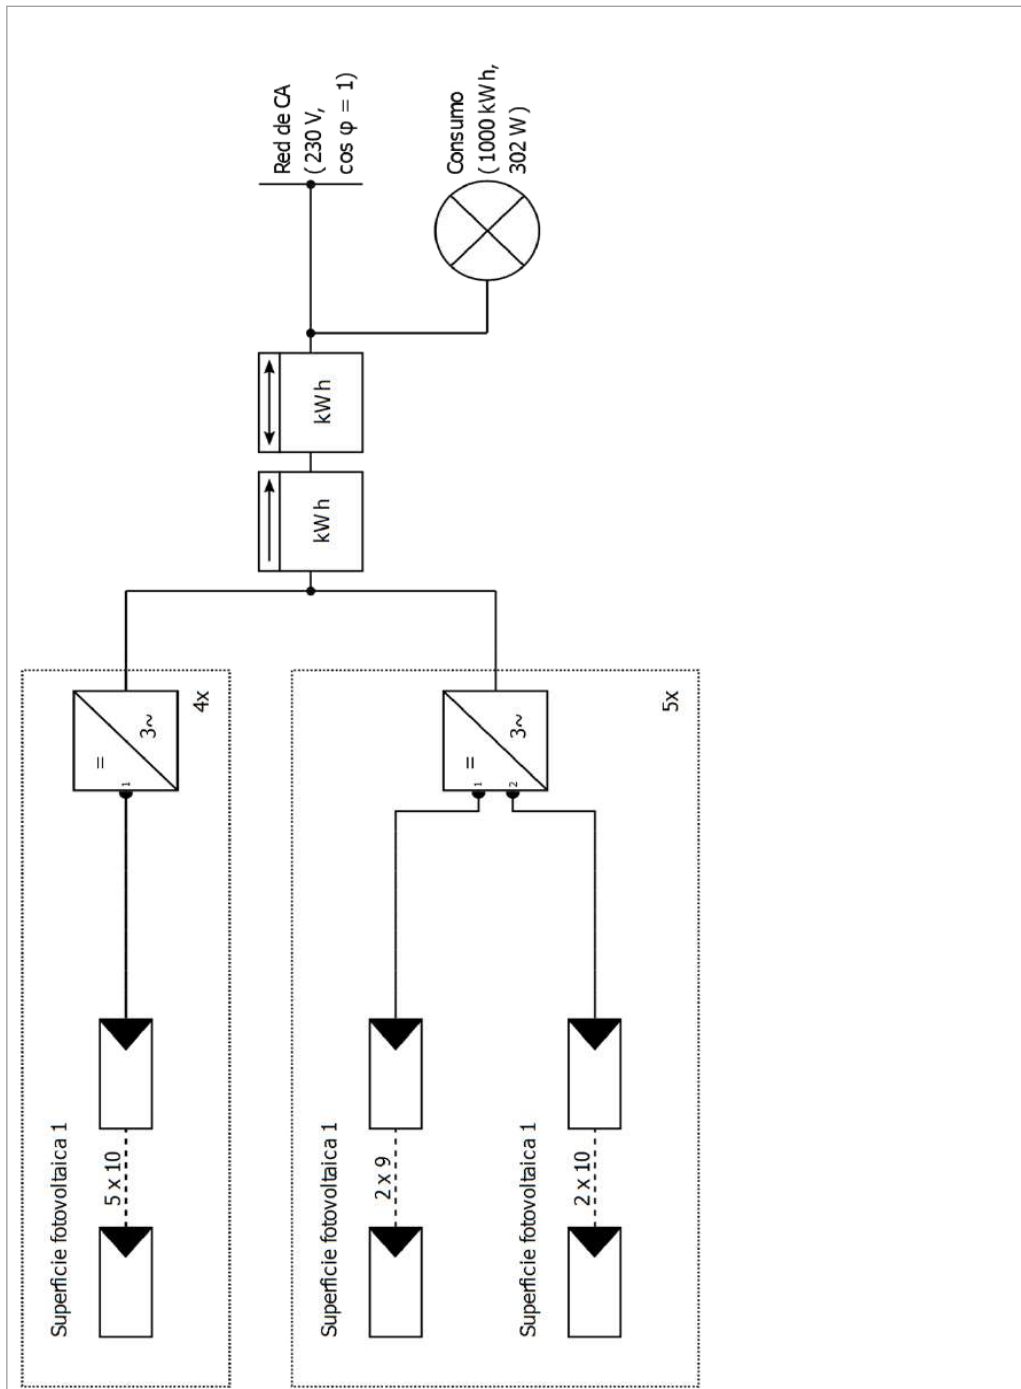 Superficie fotovoltaica 1
5 x 10
1
=
3~
4x
Superficie fotovoltaica 1
2 x 9
Superficie fotovoltaica 1
2 x 10
1
2
=
3~
5x
kWh
kWh
Red de CA
(230 V,
cos φ = 1)
Consumo
(1000 kWh,
302 W)